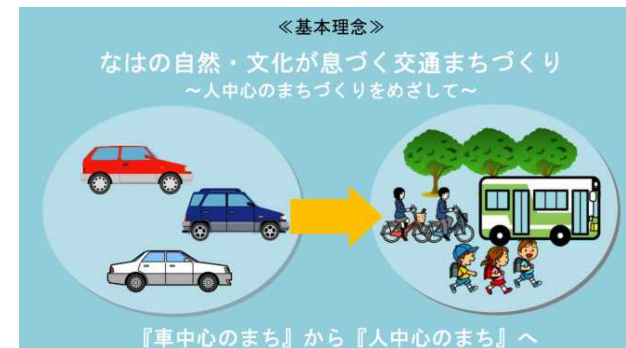 ≪基本理念≫
なはの自然・文化が息づく交通まちづくり
～人中心のまちづくりをめざして～
『車中心のまち』から『人中心のまち』へ